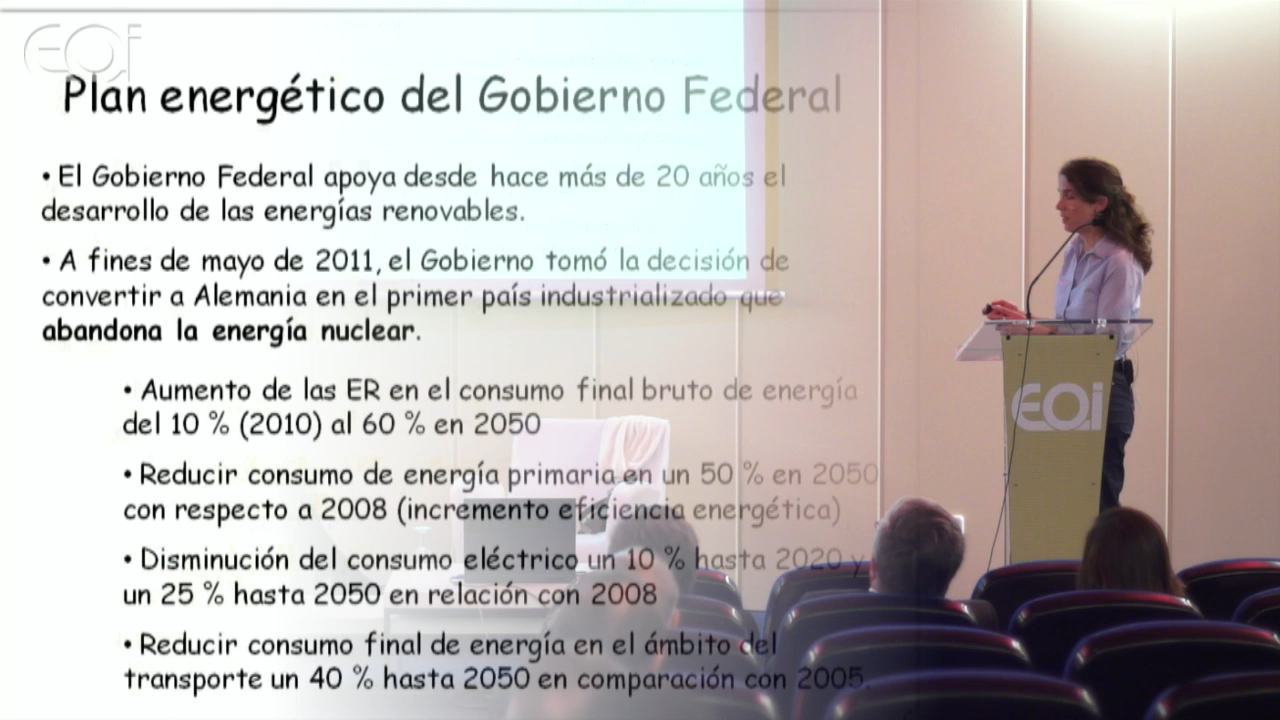 EOi
Plan energético del Gobierno Federal
• El Gobierno Federal apoya desde hace más de 20 años el
desarrollo de las energías renovables.
• A fines de mayo de 2011, el Gobierno tomó la decisión de
convertir a Alemania en el primer país industrializado que
abandona la energía nuclear.
• Aumento de las ER en el consumo final bruto de energía
del 10 % (2010) al 60 % en 2050
• Reducir consumo de energía primaria en un 50 % en 2050
con respecto a 2008 (incremento eficiencia energética)
• Disminución del consumo eléctrico un 10 % hasta 2020 y
un 25 % hasta 2050 en relación con 2008
• Reducir consumo final de energía en el ámbito del
transporte un 40 % hasta 2050 en comparación con 2005.
EOi